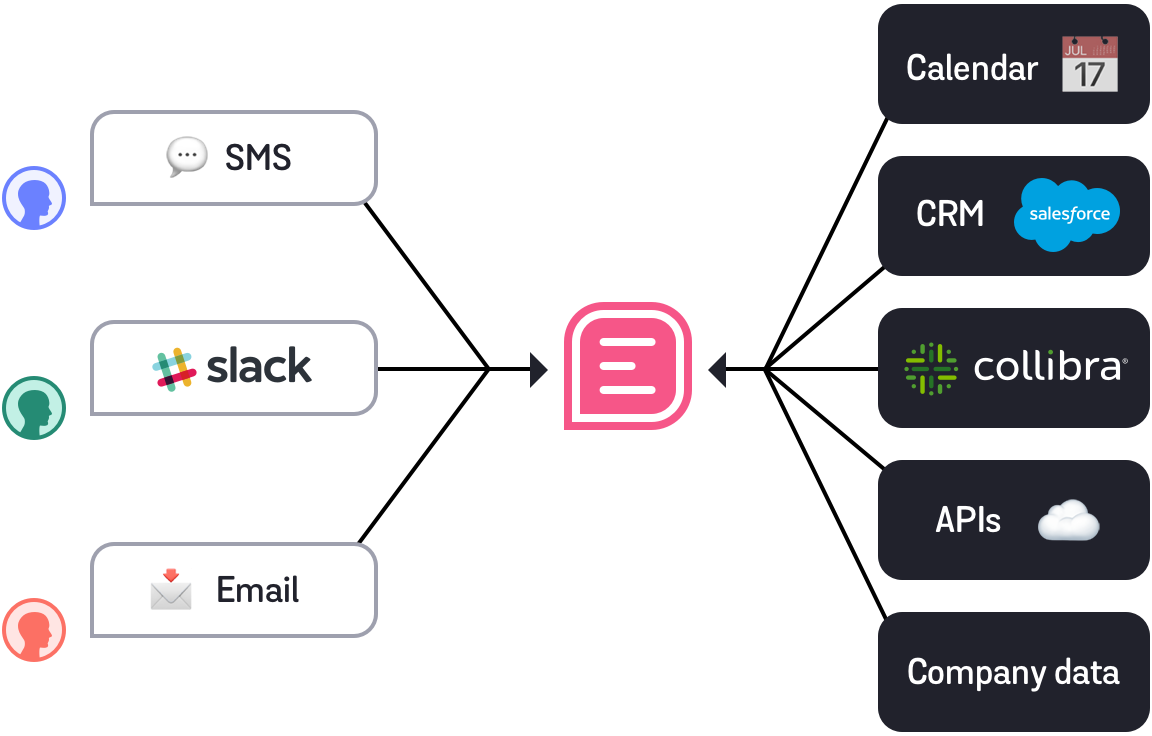 SMS
slack
Email
Calendar
JUL
17
CRM
salesforce
collibra®
APIs
Company data